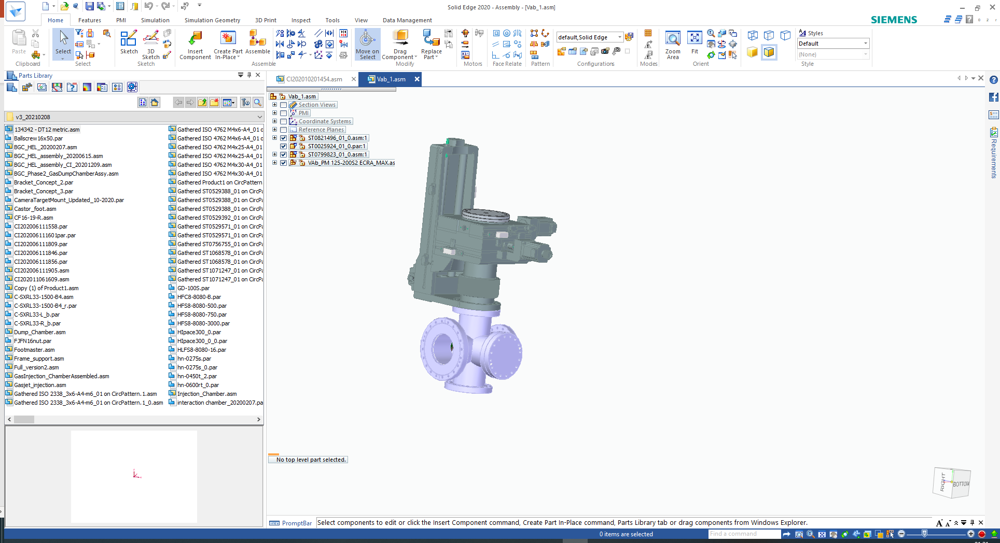 Solid Edge 2020 - Assembly - [Vab_1.asm]
Home Features PMI Simulation Simulation Geometry 3D Print Inspect Tools View Data Management
SIEMENS
Paste
Clipboard
Select
Select
Sketch
3D Sketch
Sketch
Insert Component
Create Part In-Place
Assemble
Assemble
Move on Select
Drag Component
Replace Part
Modify
Motors
Face Relate
Pattern
default,Solid Edge
Configurations
Modes
Zoom Area
Fit
Orient
Styles
Default
(None)
Style
Parts Library
v3_20210208
134342 - DT12 metric.asm
Ballscrew16x50.par
BGC_HEL_20200207.asm
BGC_HEL_assembly_20200615.asm
BGC_HEL_assembly_CI_20201209.asm
BGC_Phase2_GasDumpChamberAssy.asm
Bracket_Concept_2.par
Bracket_Concept_3.par
CameraTargetMount_Updated_10-2020.par
Castor_foot.asm
CF16-19-R.asm
CI202006111558.par
CI202006111601par.par
CI202006111809.par
CI202006111846.par
CI202006111856.par
CI202006111905.asm
CI202011061609.asm
Copy (1) of Product1.asm
C-SXRL33-1500-B4.asm
C-SXRL33-1500-B4_r.par
C-SXRL33-L_b.par
C-SXRL33-R_b.par
Dump_Chamber.asm
FJFN16nut.par
Footmaster.asm
Frame_support.asm
Full_version2.asm
GasInjection_ChamberAssembled.asm
Gasjet_injection.asm
Gathered ISO 2338_3x6-A4-m6_01 on CircPattern.1.asm
Gathered ISO 2338_3x6-A4-m6_01 on CircPattern.1_0.asm
Gathered ISO 4762 M4x6-A4_01 o
Gathered ISO 4762 M4x6-A4_01 o
Gathered ISO 4762 M4x25-A4_01
Gathered ISO 4762 M4x25-A4_01
Gathered ISO 4762 M4x30-A4_01
Gathered ISO 4762 M4x30-A4_01
Gathered Product1 on CircPattern
Gathered ST0529388_01 on CircPa
Gathered ST0529388_01 on CircPa
Gathered ST0529388_01 on CircPa
Gathered ST0529392_01 on CircPa
Gathered ST0529571_01 on CircPa
Gathered ST0529571_01 on CircPa
Gathered ST0756755_01 on CircPa
Gathered ST1068578_01 on CircPa
Gathered ST1068578_01 on CircPa
Gathered ST1071247_01 on CircPa
Gathered ST1071247_01 on CircPa
GD-100S.par
HFC8-8080-B.par
HFS8-8080-500.par
HFS8-8080-750.par
HFS8-8080-3000.par
HIpace300_0.par
HIpace300_0_0.par
HLFS8-8080-16.par
hn-0275s.par
hn-0275s_0.par
hn-0450t_2.par
hn-0600rt_0.par
Injection_Chamber.asm
interaction chamber_20200207.pa
CI202010201454.asm
Vab_1.asm
Vab_1.asm
Section Views
PMI
Coordinate Systems
Reference Planes
ST0821496_01_0.asm:1
ST0025924_01_0.par:1
ST0799823_01_0.asm:1
VAb_PM 125-200S2 ECRA_MAX.as
No top level part selected.
RIGHT
BOTTOM
Requirements
PromptBar
Select components to edit or click the Insert Component command, Create Part In-Place command, Parts Library tab or drag components from Windows Explorer.
0 items are selected
Find a command